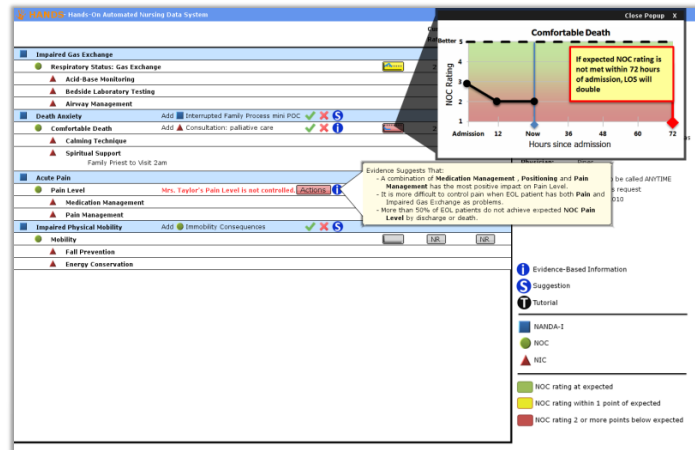 HANDS: Hands-On Automated Nursing Data System
Close Popup X
Comfortable Death
Better
5
4
3
2
1
NOC Rating
If expected NOC rating is
not met within 72 hours
of admission, LOS will
double
Admission 12 Now 36 48 60 72
Hours since admission
Impaired Gas Exchange
Respiratory Status: Gas Exchange
2
Acid-Base Monitoring
Bedside Laboratory Testing
Airway Management
Death Anxiety Add Interrupted Family Process mini POC S
Comfortable Death Add Consultation: palliative care i
2
Calming Technique
Spiritual Support
Family Priest to Visit 2am
Acute Pain
Pain Level Mrs. Taylor's Pain Level is not controlled. Actions i
Medication Management
Pain Management
Evidence Suggests That:
- A combination of Medication Management , Positioning and Pain
Management has the most positive impact on Pain Level.
- It is more difficult to control pain when EOL patient has both Pain and
Impaired Gas Exchange as problems.
- More than 50% of EOL patients do not achieve expected NOC Pain
Level by discharge or death.
be called ANYTIME
request
010
Impaired Physical Mobility Add Immobility Consequences S
Mobility NR NR
Fall Prevention
Energy Conservation
i Evidence-Based Information
S Suggestion
T Tutorial
NANDA-I
NOC
NIC
NOC rating at expected
NOC rating within 1 point of expected
NOC rating 2 or more points below expected